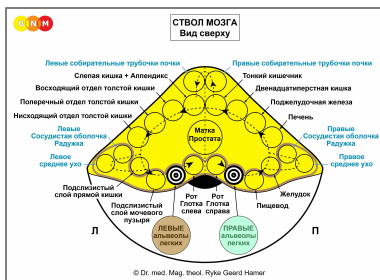 GNM
СТВОЛ МОЗГА
Вид сверху
Левые собирательные трубочки почки
Правые собирательные трубочки почки
Слепая кишка + Аппендикс
Тонкий кишечник
Восходящий отдел толстой кишки
Двенадцатиперстная кишка
Поперечный отдел толстой кишки
Поджелудочная железа
Нисходящий отдел толстой кишки
Печень
Левые
Сосудистая оболочка
Радужка
Матка
Простата
Правые
Сосудистая оболочка
Радужка
Левое
среднее ухо
Правое
среднее ухо
Подслизистый
слой прямой кишки
Желудок
Подслизистый
слой мочевого
пузыря
Рот
Глотка
слева
Рот
Глотка
справа
Пищевод
Л
П
ЛЕВЫЕ
альвеолы
легких
ПРАВЫЕ
альвеолы
легких
© Dr. med. Mag. theol. Ryke Geerd Hamer